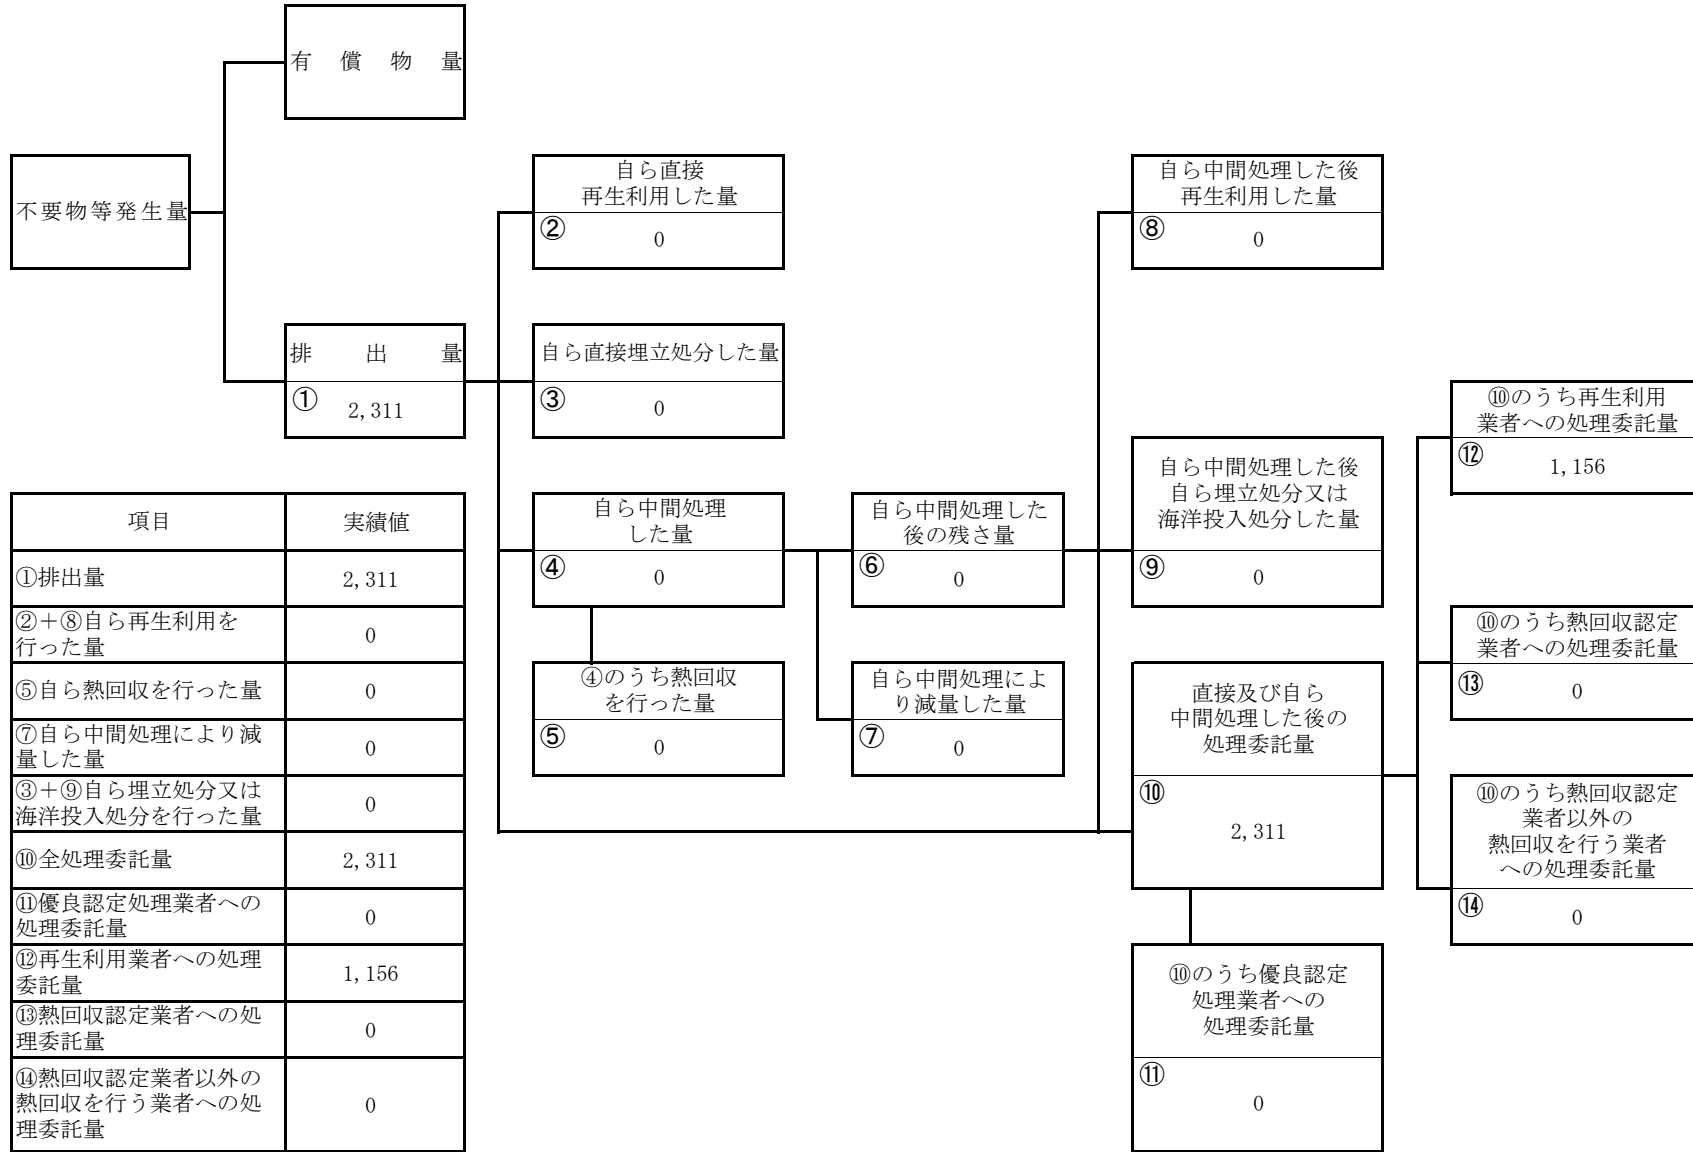 有償物量
不要物等発生量
排出量
①
2,311
自ら直接
再生利用した量
②
0
自ら直接埋立処分した量
③
0
自ら中間処理
した量
④
0
④のうち熱回収
を行った量
⑤
0
自ら中間処理した
後の残さ量
⑥
0
自ら中間処理によ
り減量した量
⑦
0
自ら中間処理した後
再生利用した量
⑧
0
自ら中間処理した後
自ら埋立処分又は
海洋投入処分した量
⑨
0
直接及び自ら
中間処理した後の
処理委託量
⑩
2,311
⑩のうち優良認定
処理業者への
処理委託量
⑪
0
⑩のうち再生利用
業者への処理委託量
⑫
1,156
⑩のうち熱回収認定
業者への処理委託量
⑬
0
⑩のうち熱回収認定
業者以外の
熱回収を行う業者
への処理委託量
⑭
0
項目 実績値
①排出量 2,311
②＋⑧自ら再生利用を
行った量 0
⑤自ら熱回収を行った量 0
⑦自ら中間処理により減
量した量 0
③＋⑨自ら埋立処分又は
海洋投入処分を行った量 0
⑩全処理委託量 2,311
⑪優良認定処理業者への
処理委託量 0
⑫再生利用業者への処理
委託量 1,156
⑬熱回収認定業者への処
理委託量 0
⑭熱回収認定業者以外の
熱回収を行う業者への処
理委託量 0